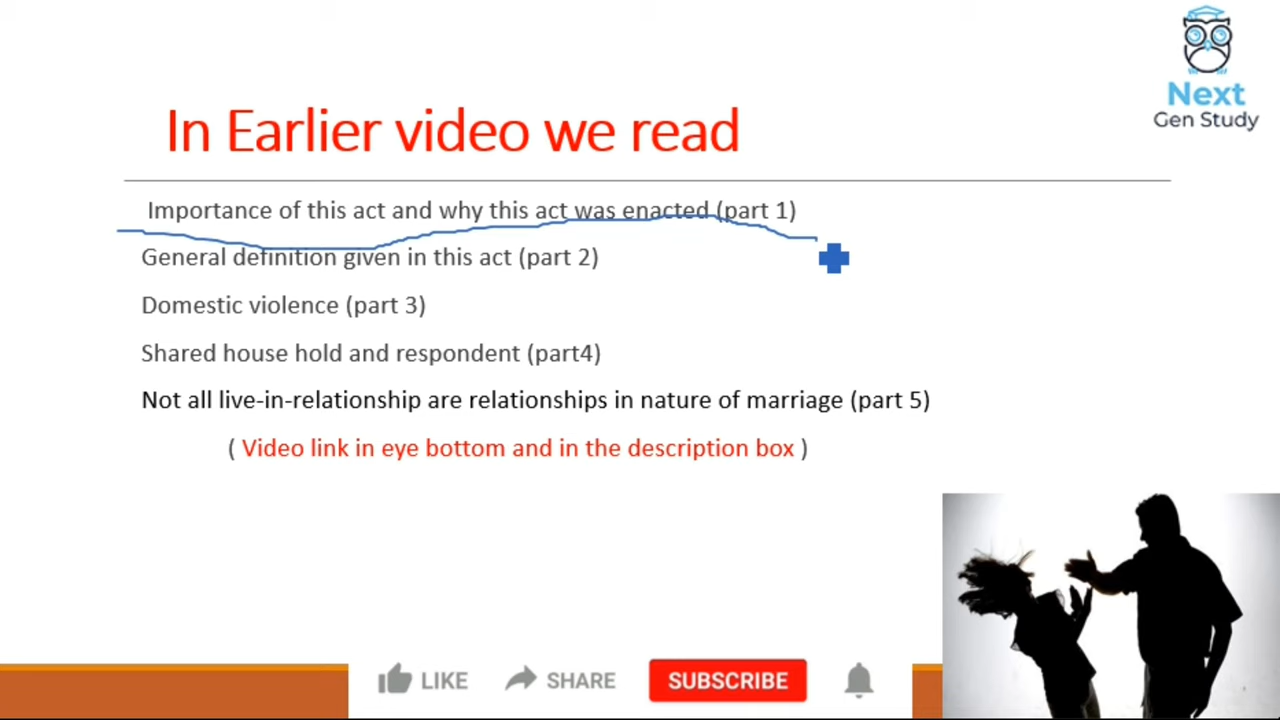 Next
Gen Study
In Earlier video we read
Importance of this act and why this act was enacted (part 1)
General definition given in this act (part 2)
Domestic violence (part 3)
Shared house hold and respondent (part4)
Not all live-in-relationship are relationships in nature of marriage (part 5)
( Video link in eye bottom and in the description box )
LIKE SHARE SUBSCRIBE